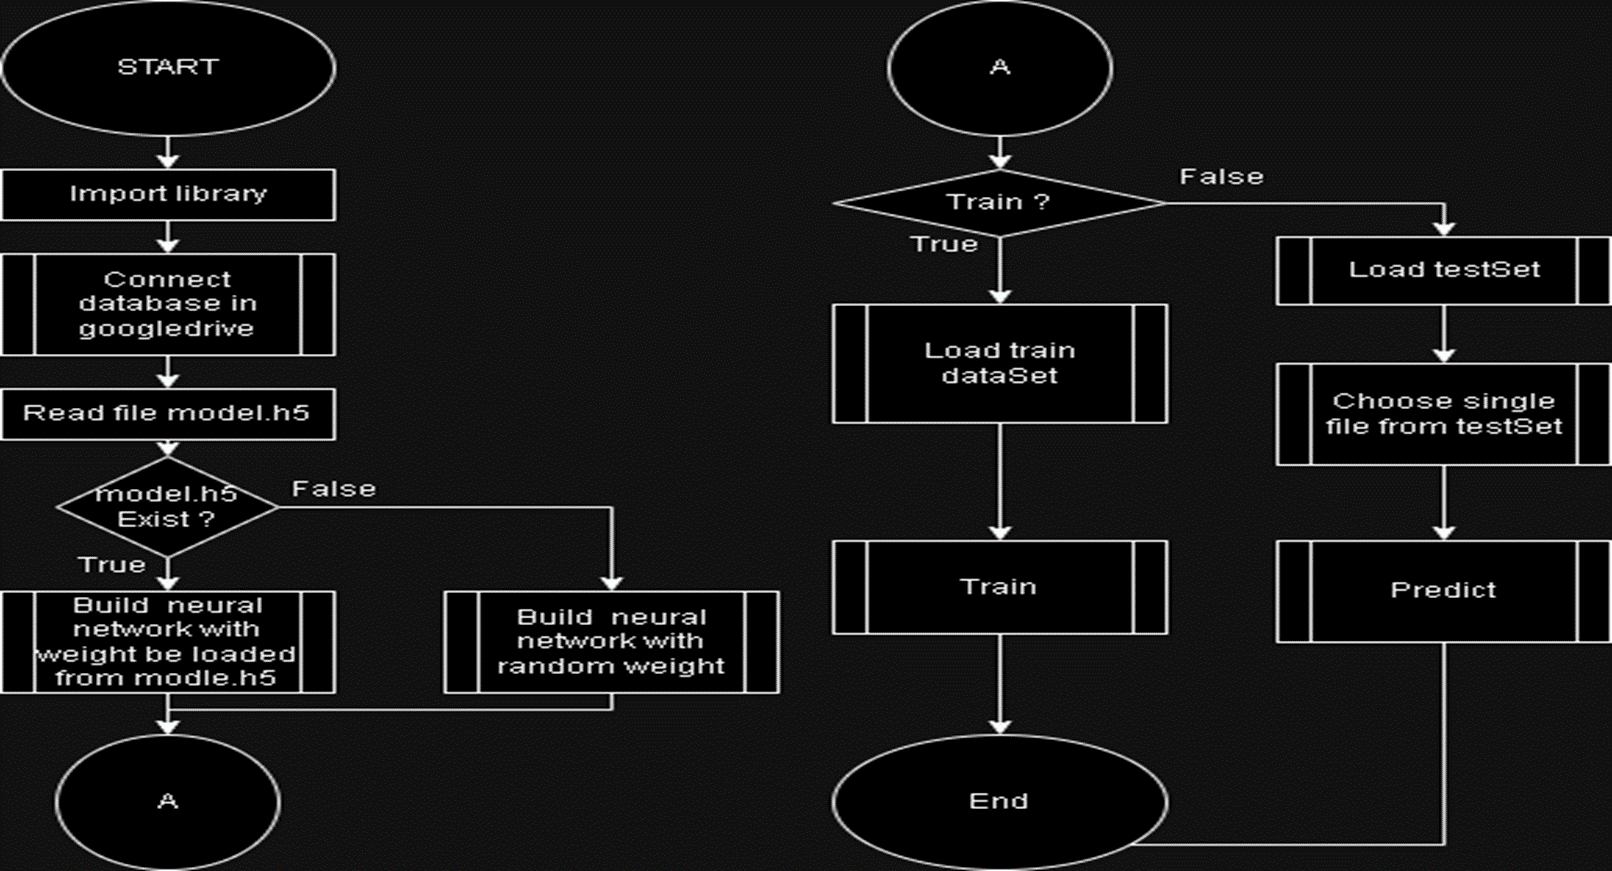 START
Import library
Connect
database in
googledrive
Read file model.h5
model.h5
Exist ?
False
True
Build  neural
network with
weight be loaded
from modle.h5
Build  neural
network with
random weight
A
A
Train ?
False
True
Load train
dataSet
Train
End
Load testSet
Choose single
file from testSet
Predict